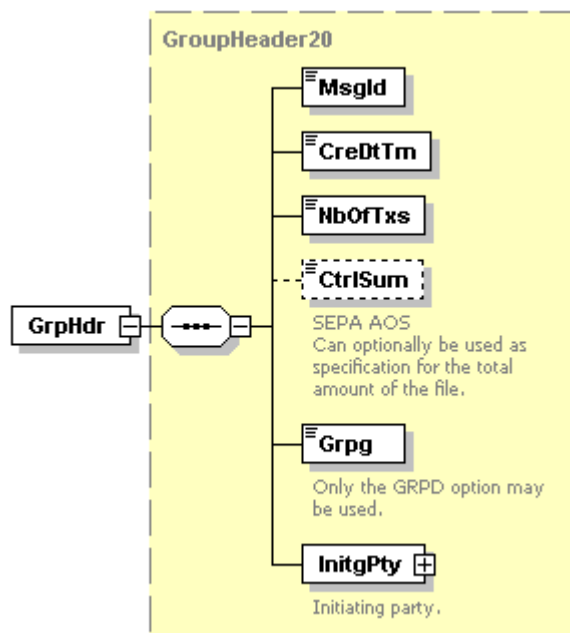 GroupHeader20
MsgId
CreDtTm
NbOfTxs
CtrlSum
SEPA AOS
Can optionally be used as
specification for the total
amount of the file.
GrpHdr
Grpg
Only the GRPD option may
be used.
InitgPty
Initiating party.